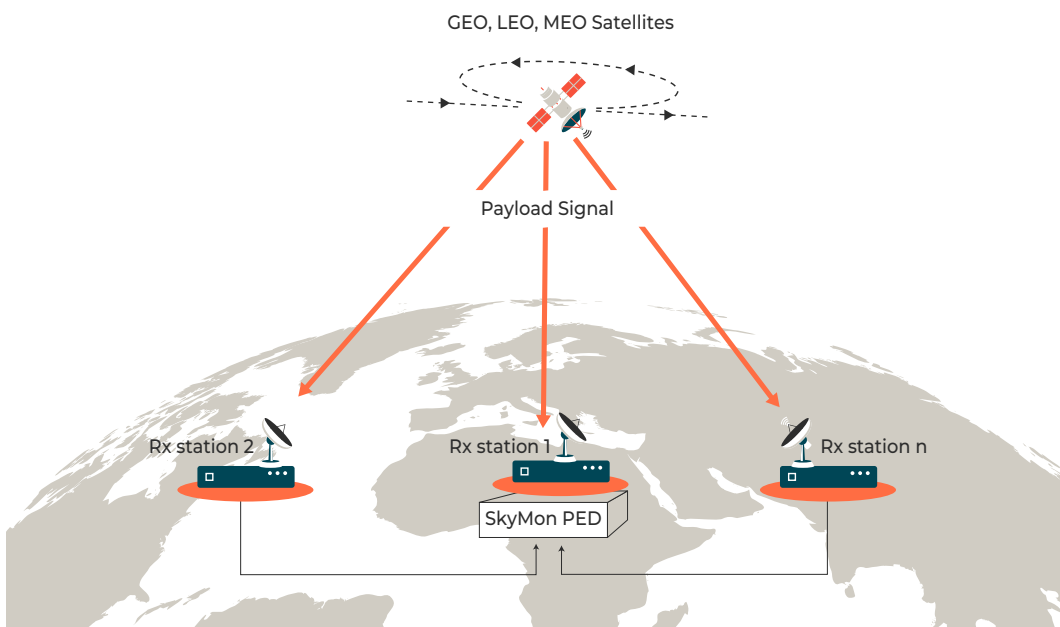 GEO, LEO, MEO Satellites
Payload Signal
Rx station 2
Rx station 1
Rx station n
SkyMon PED